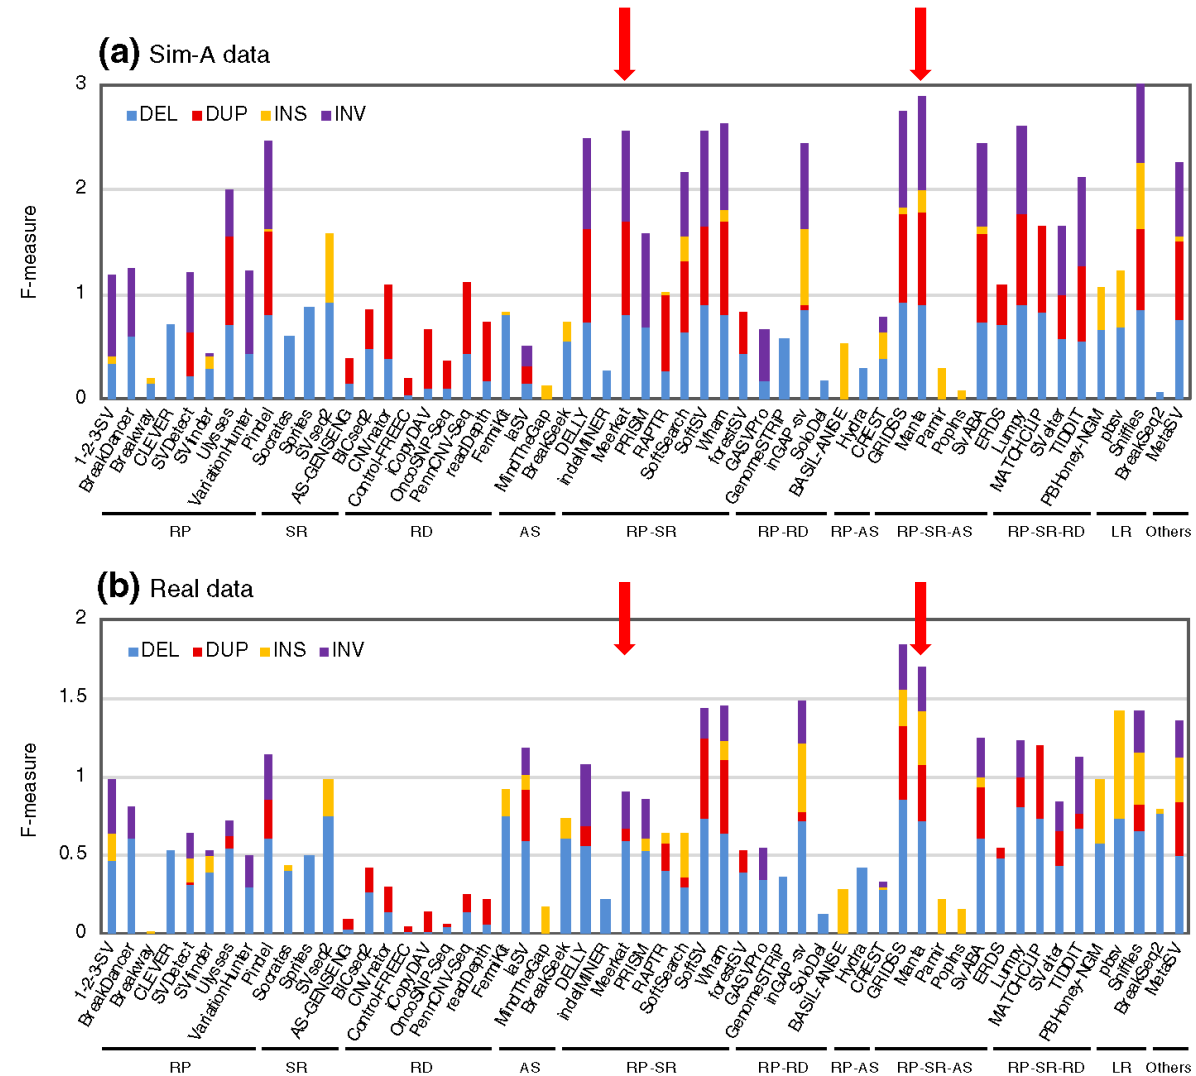 (a) Sim-A data
3
2
1
0
F-measure
DEL DUP INS INV
1-2-3-SV
BreakDancer
Breakway
CLEVER
SVDetect
SVfinder
Ulysses
VariationHunter
Pindel
Socrates
Sprites
SVseq2
AS-GENSENG
BICseq2
CNVnator
Control-FREEC
iCopyDAV
OncoSNP-Seq
PennCNV-Seq
readDepth
FermiKit
laSV
MindTheGap
BreakSeek
DELLY
indelMINER
Meerkat
PRISM
RAPTR
SoftSearch
SoftSV
Wham
forestSV
GASVPro
GenomeSTRiP
inGAP-sv
SoloDel
BASIL-ANISE
Hydra
CREST
GRIDSS
Manta
Pamir
PopIns
SvABA
ERDS
Lumpy
MATCHCLIP
SVelter
TIDDIT
PBHoney-NGM
pbsv
Sniffles
BreakSeq2
MetaSV
RP SR RD AS RP-SR RP-RD RP-AS RP-SR-AS RP-SR-RD LR Others
(b) Real data
2
1.5
1
0.5
0
F-measure
DEL DUP INS INV
1-2-3-SV
BreakDancer
Breakway
CLEVER
SVDetect
SVfinder
Ulysses
VariationHunter
Pindel
Socrates
Sprites
SVseq2
AS-GENSENG
BICseq2
CNVnator
Control-FREEC
iCopyDAV
OncoSNP-Seq
PennCNV-Seq
readDepth
FermiKit
laSV
MindTheGap
BreakSeek
DELLY
indelMINER
Meerkat
PRISM
RAPTR
SoftSearch
SoftSV
Wham
forestSV
GASVPro
GenomeSTRiP
inGAP-sv
SoloDel
BASIL-ANISE
Hydra
CREST
GRIDSS
Manta
Pamir
PopIns
SvABA
ERDS
Lumpy
MATCHCLIP
SVelter
TIDDIT
PBHoney-NGM
pbsv
Sniffles
BreakSeq2
MetaSV
RP SR RD AS RP-SR RP-RD RP-AS RP-SR-AS RP-SR-RD LR Others